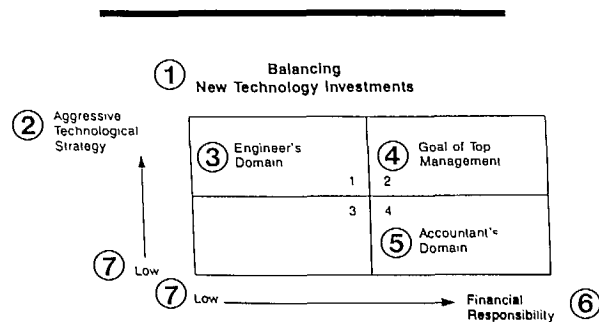 ① Balancing
New Technology Investments
② Aggressive
Technological
Strategy
③ Engineer's
Domain
④ Goal of Top
Management
1 2
3 4
⑤ Accountant's
Domain
⑦ Low
⑦ Low
Financial
Responsibility ⑥